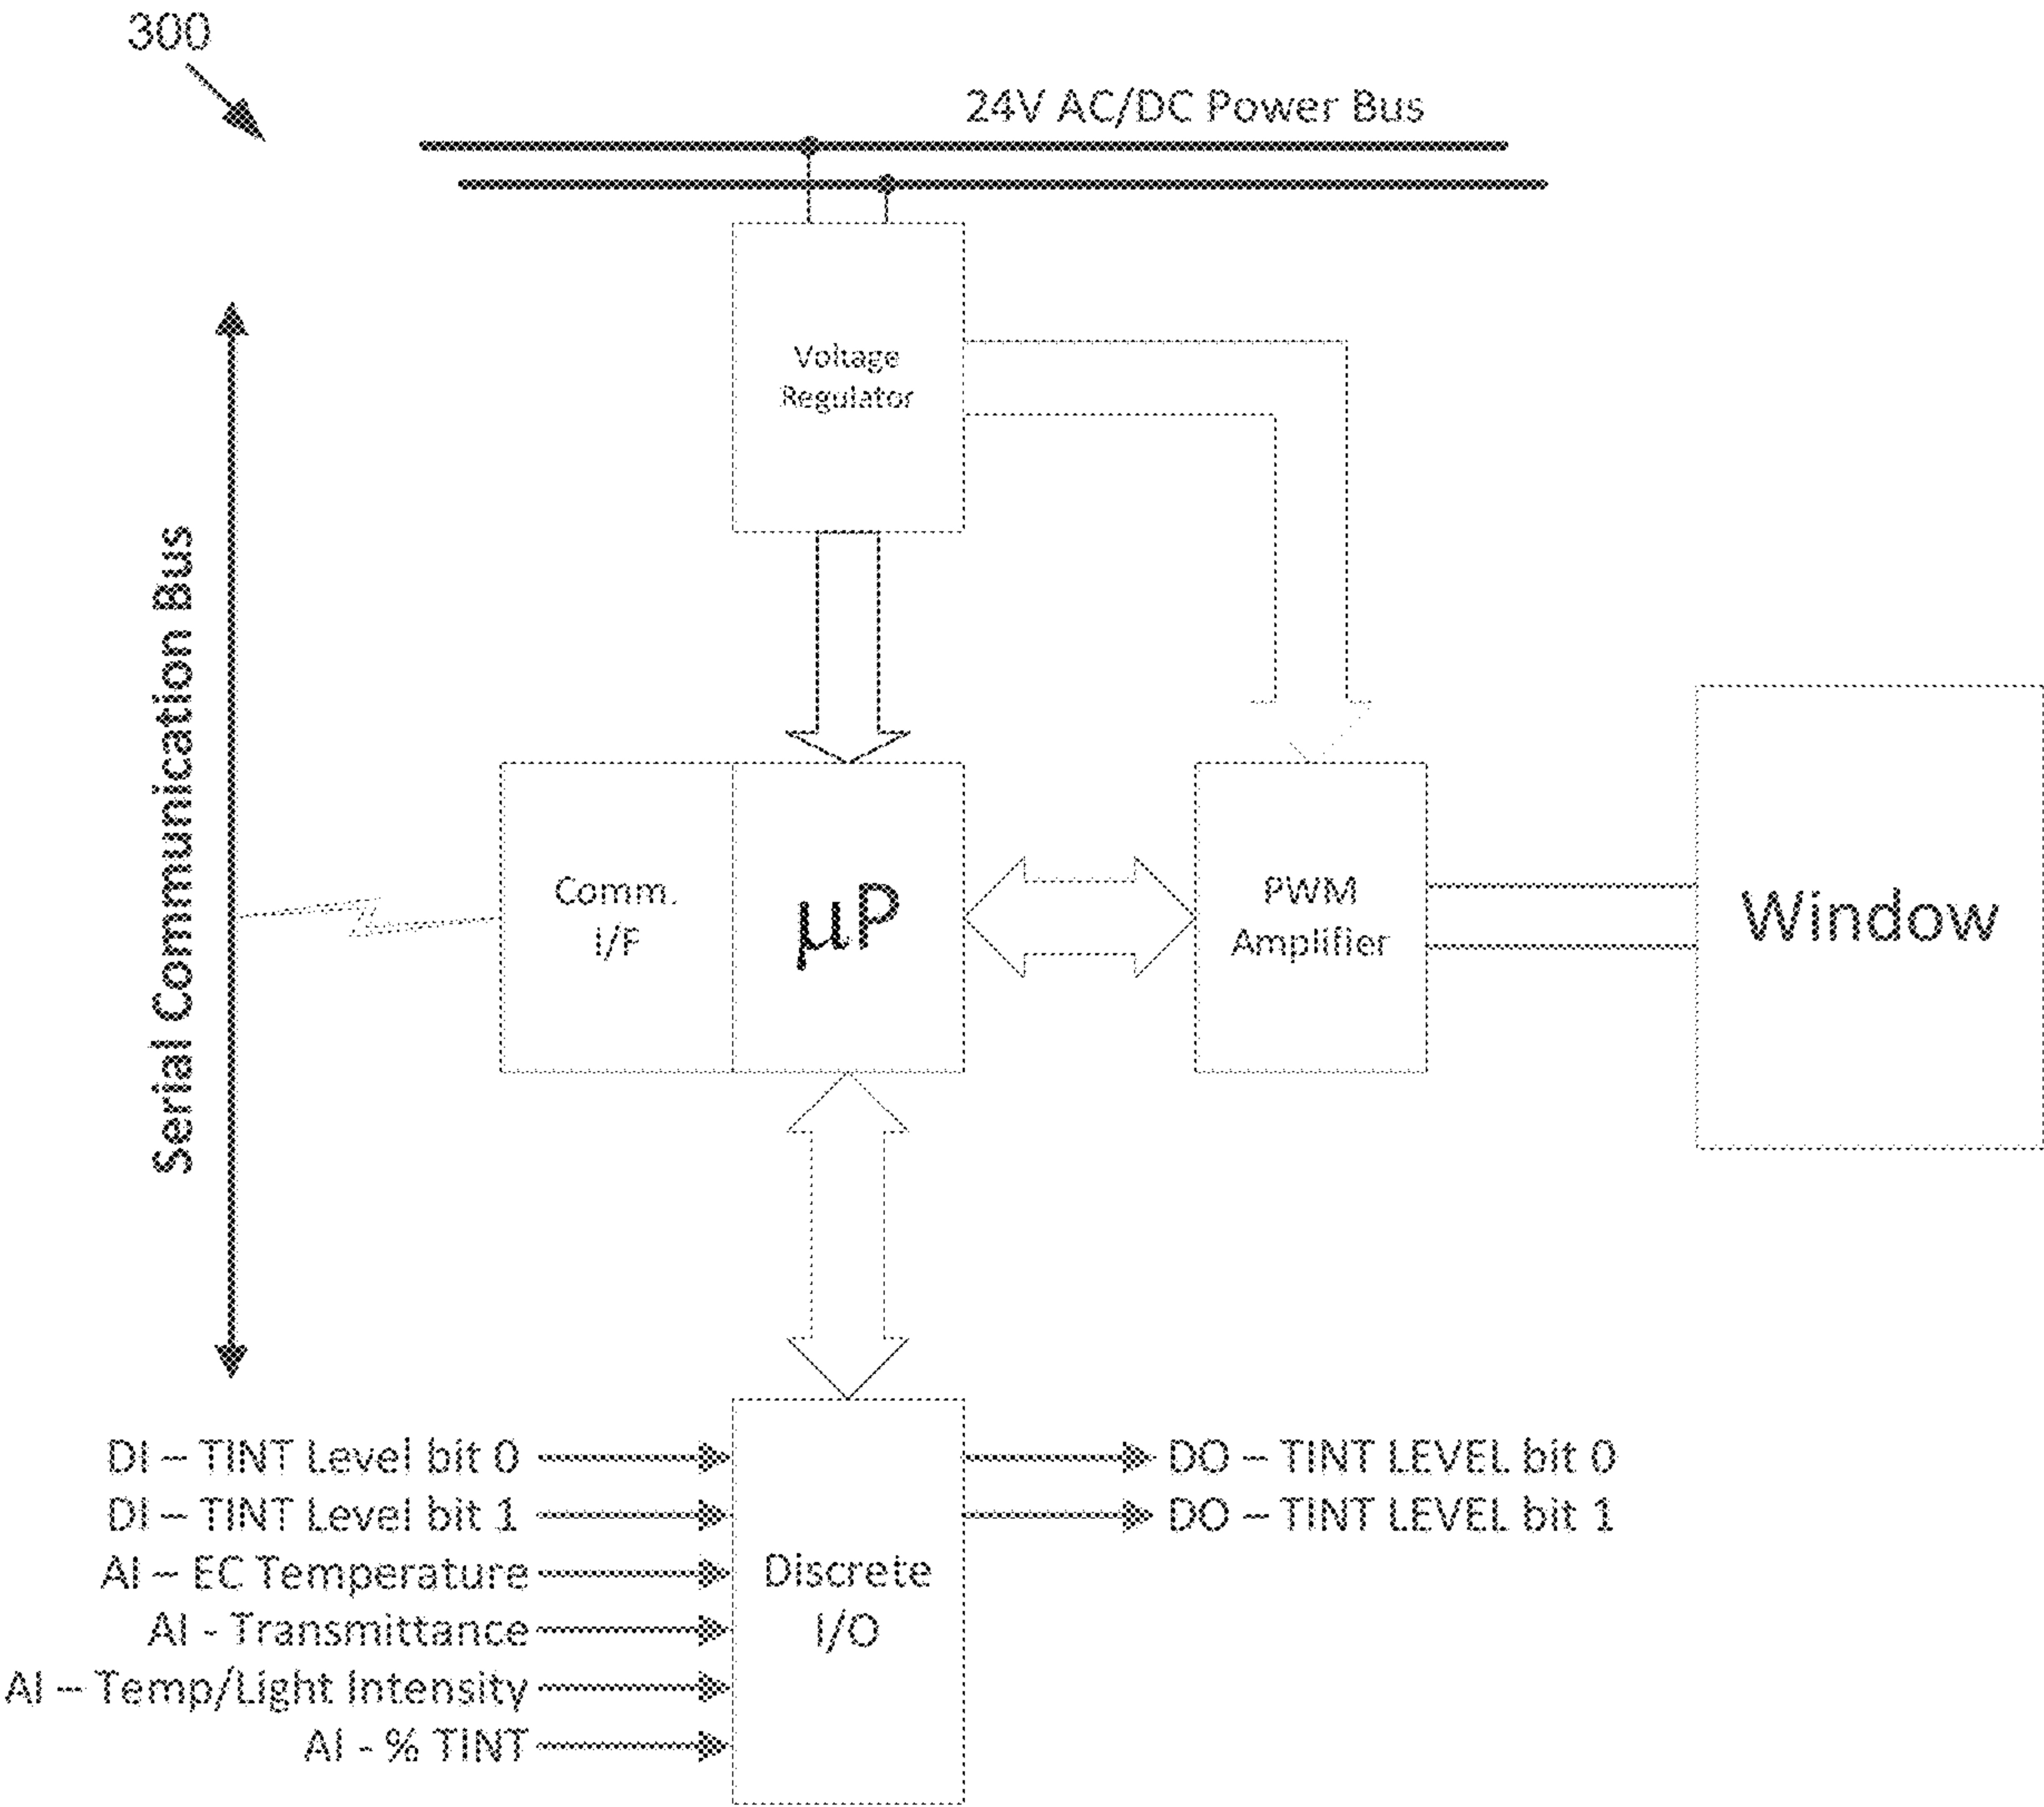 300
24V AC/DC Power Bus
Voltage
Regulator
Serial Communication Bus
Comm.
I/F
µP
PWM
Amplifier
Window
DI – TINT Level bit 0
DI – TINT Level bit 1
AI – EC Temperature
AI - Transmittance
AI – Temp/Light Intensity
AI - % TINT
Discrete
I/O
DO – TINT LEVEL bit 0
DO – TINT LEVEL bit 1